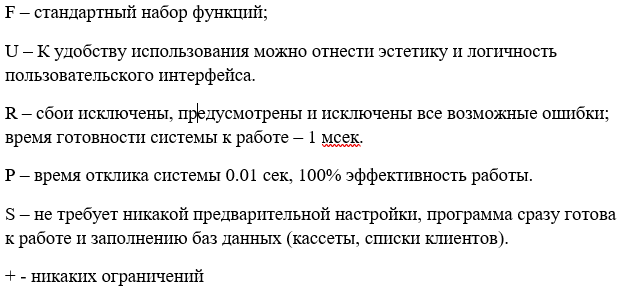 F – стандартный набор функций;
U – К удобству использования можно отнести эстетику и логичность
пользовательского интерфейса.
R – сбои исключены, предусмотрены и исключены все возможные ошибки;
время готовности системы к работе – 1 мсек.
P – время отклика системы 0.01 сек, 100% эффективность работы.
S – не требует никакой предварительной настройки, программа сразу готова
к работе и заполнению баз данных (кассеты, списки клиентов).
+ - никаких ограничений